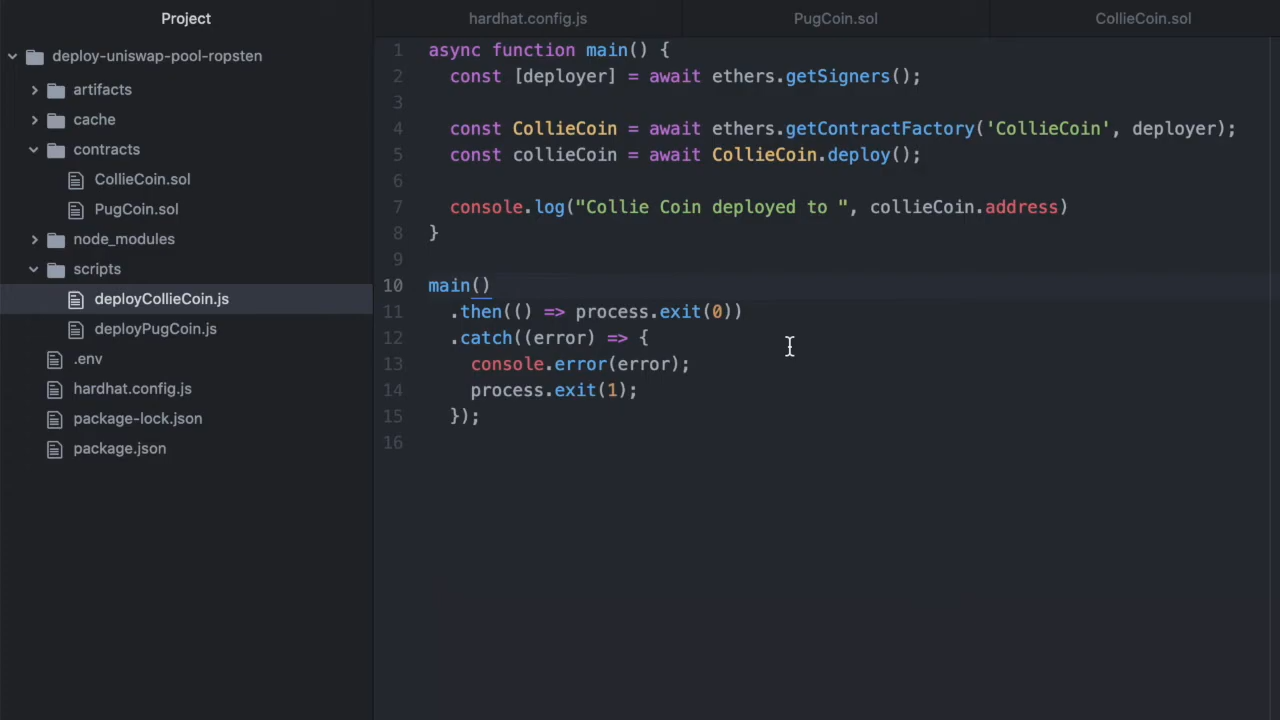 Project
deploy-uniswap-pool-ropsten
artifacts
cache
contracts
CollieCoin.sol
PugCoin.sol
node_modules
scripts
deployCollieCoin.js
deployPugCoin.js
.env
hardhat.config.js
package-lock.json
package.json
hardhat.config.js PugCoin.sol CollieCoin.sol
1 async function main() {
2 const [deployer] = await ethers.getSigners();
3
4 const CollieCoin = await ethers.getContractFactory('CollieCoin', deployer);
5 const collieCoin = await CollieCoin.deploy();
6
7 console.log("Collie Coin deployed to ", collieCoin.address)
8 }
9
10 main()
11 .then(() => process.exit(0))
12 .catch((error) => {
13 console.error(error);
14 process.exit(1);
15 });
16